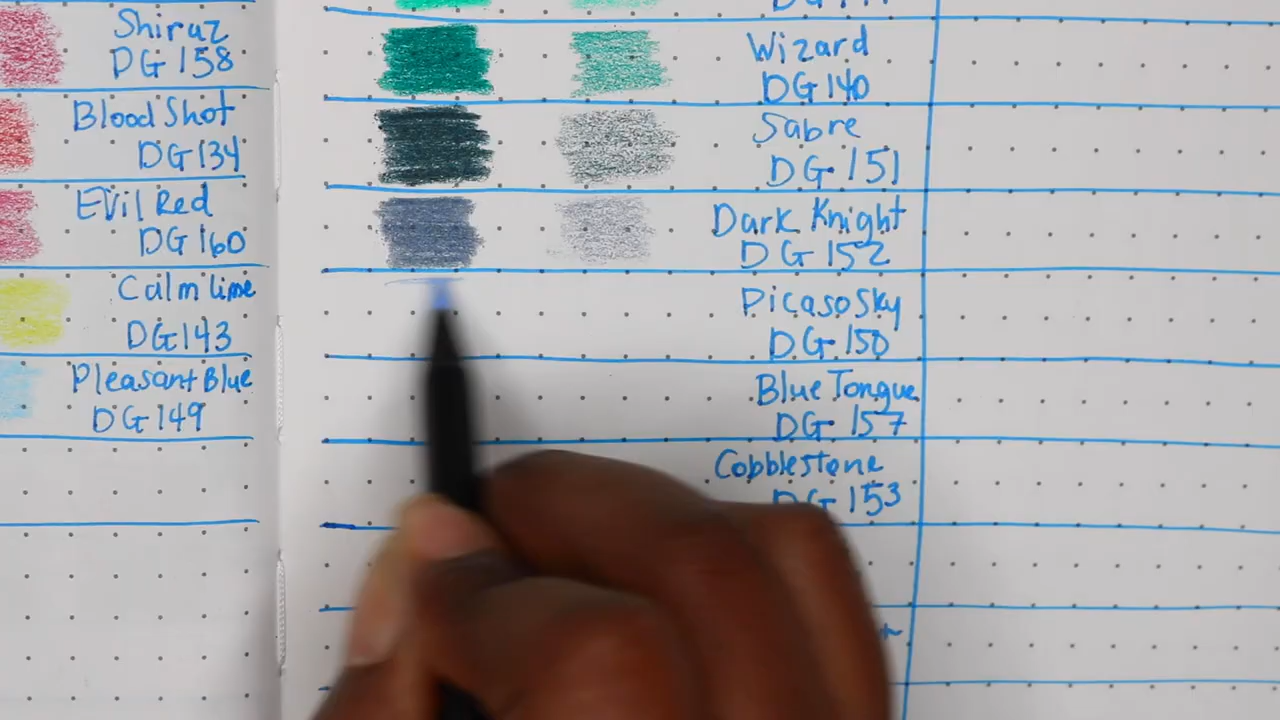 Shiraz
DG 158
Blood Shot
DG 134
Evil Red
DG 160
Calm Lime
DG 143
Pleasant Blue
DG 149
Wizard
DG 140
Sabre
DG 151
Dark Knight
DG 152
Picaso Sky
DG 150
Blue Tongue
DG 157
Cobblestone
DG 153